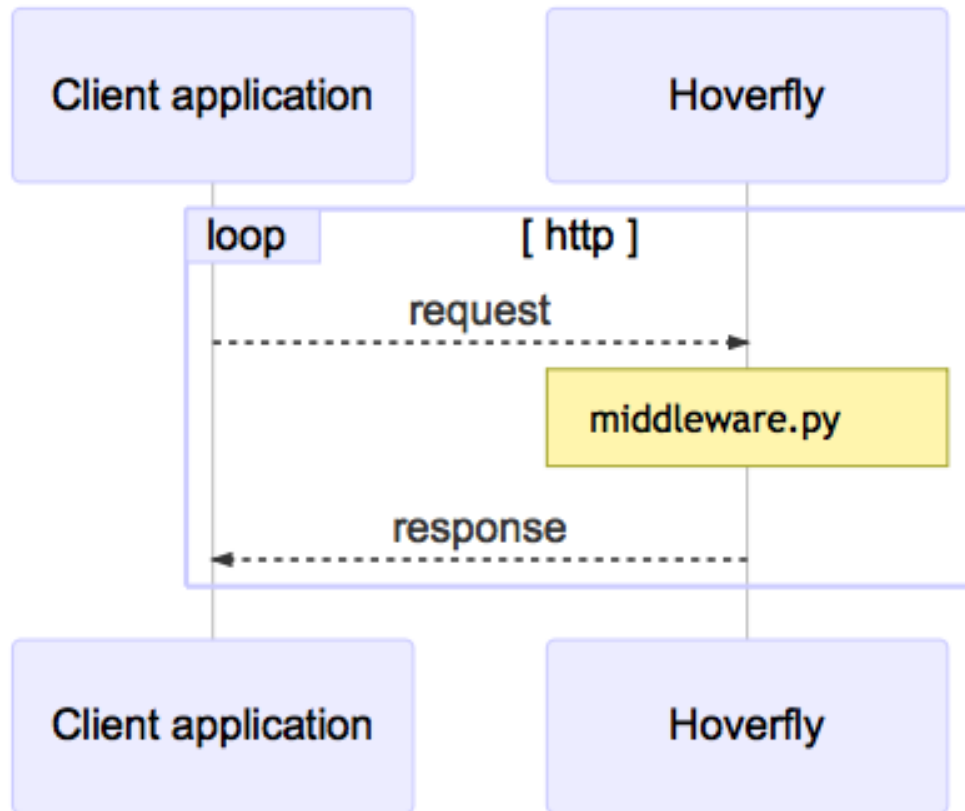 Client application
Hoverfly
loop
[ http ]
request
middleware.py
response
Client application
Hoverfly